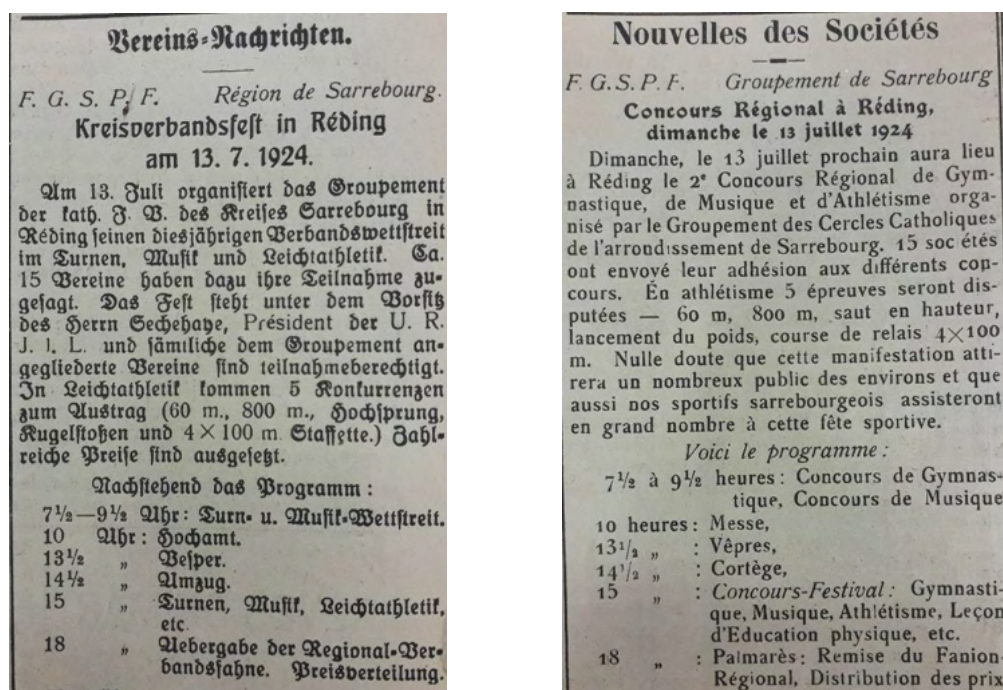 Vereins-Nachrichten.
F. G. S. P. F. Région de Sarrebourg.
Kreisverbandsfest in Réding
am 13. 7. 1924.
Am 13. Juli organisiert das Groupement
der kath. J. V. des Kreises Sarrebourg in
Réding seinen diesjährigen Verbandswettstreit
im Turnen, Musik und Leichtathletik. Ca.
15 Vereine haben dazu ihre Teilnahme zu-
gesagt. Das Fest steht unter dem Vorsitz
des Herrn Sechehaye, Président der U. R.
J. I. L. und sämtliche dem Groupement an-
gegliederte Vereine sind teilnahmeberechtigt.
In Leichtathletik kommen 5 Konkurrenzen
zum Austrag (60 m., 800 m., Hochsprung,
Kugelstoßen und 4 × 100 m. Staffette.) Zahl-
reiche Preise sind ausgesetzt.
Nachstehend das Programm :
7½—9½ Uhr: Turn- u. Musik-Wettstreit.
10 Uhr: Hochamt.
13½ „ Vesper.
14½ „ Umzug.
15 „ Turnen, Musik, Leichtathletik,
etc.
18 „ Uebergabe der Regional-Ver-
bandsfahne. Preisverteilung.
Nouvelles des Sociétés
F. G. S. P. F. Groupement de Sarrebourg
Concours Régional à Réding,
dimanche le 13 juillet 1924
Dimanche, le 13 juillet prochain aura lieu
à Réding le 2e Concours Régional de Gym-
nastique, de Musique et d'Athlétisme orga-
nisé par le Groupement des Cercles Catholiques
de l'arrondissement de Sarrebourg. 15 soc étés
ont envoyé leur adhésion aux différents con-
cours. En athlétisme 5 épreuves seront dis-
putées — 60 m, 800 m, saut en hauteur,
lancement du poids, course de relais 4×100
m. Nulle doute que cette manifestation atti-
rera un nombreux public des environs et que
aussi nos sportifs sarrebourgeois assisteront
en grand nombre à cette fête sportive.
Voici le programme :
7½ à 9½ heures : Concours de Gymnas-
tique, Concours de Musique
10 heures : Messe,
13½ „ : Vêpres,
14½ „ : Cortège,
15 „ : Concours-Festival : Gymnasti-
que, Musique, Athlétisme, Leçon
d'Education physique, etc.
18 „ : Palmarès : Remise du Fanion-
Régional, Distribution des prix